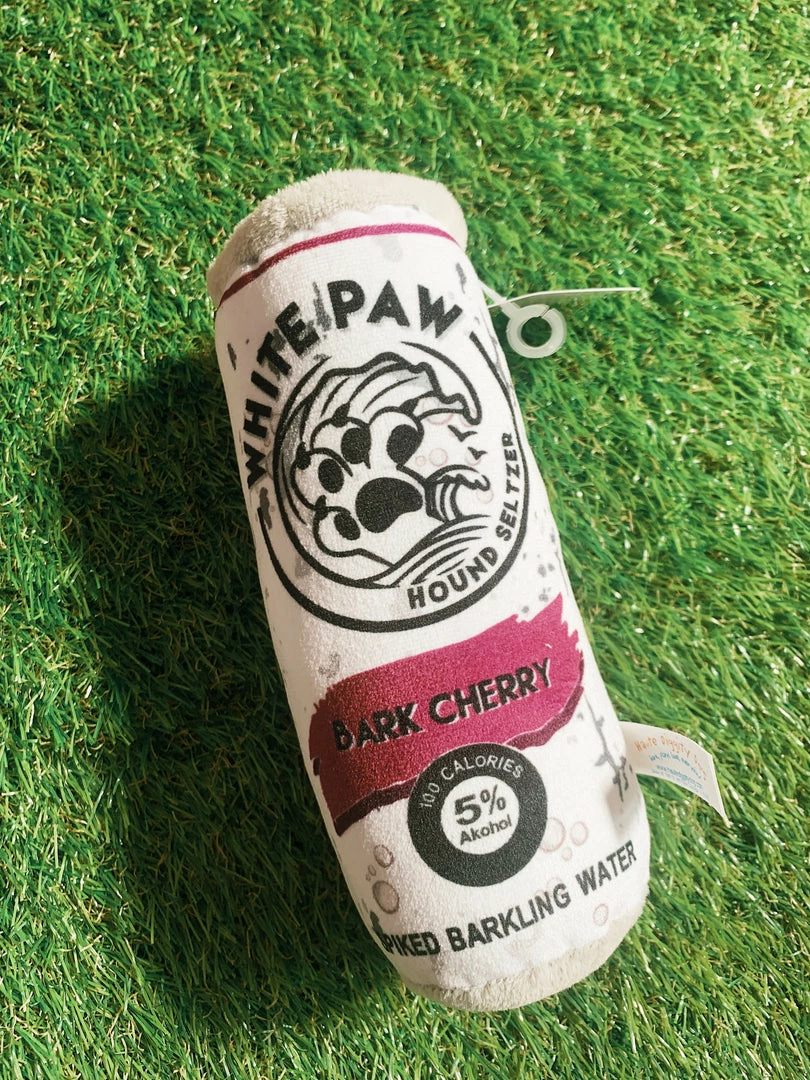 WHITE PAW
HOUND SELTZER
BARK CHERRY
100 CALORIES
5%
Akohol
SPIKED BARKLING WATER